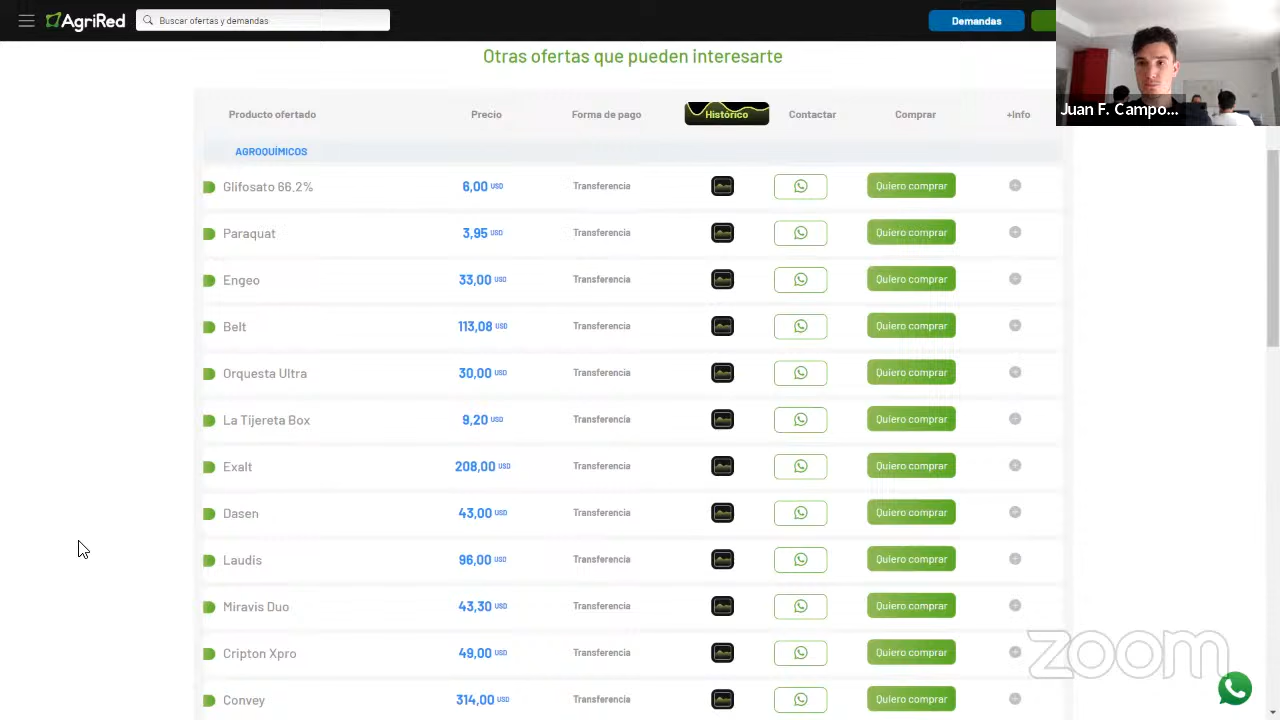 AgriRed
Buscar ofertas y demandas
Demandas
Juan F. Campo...
Otras ofertas que pueden interesarte
Producto ofertado Precio Forma de pago Histórico Contactar Comprar +Info
AGROQUÍMICOS
Glifosato 66.2% 6,00 USD Transferencia Quiero comprar
Paraquat 3,95 USD Transferencia Quiero comprar
Engeo 33,00 USD Transferencia Quiero comprar
Belt 113,08 USD Transferencia Quiero comprar
Orquesta Ultra 30,00 USD Transferencia Quiero comprar
La Tijereta Box 9,20 USD Transferencia Quiero comprar
Exalt 208,00 USD Transferencia Quiero comprar
Dasen 43,00 USD Transferencia Quiero comprar
Laudis 96,00 USD Transferencia Quiero comprar
Miravis Duo 43,30 USD Transferencia Quiero comprar
Cripton Xpro 49,00 USD Transferencia Quiero comprar
Convey 314,00 USD Transferencia Quiero comprar
zoom